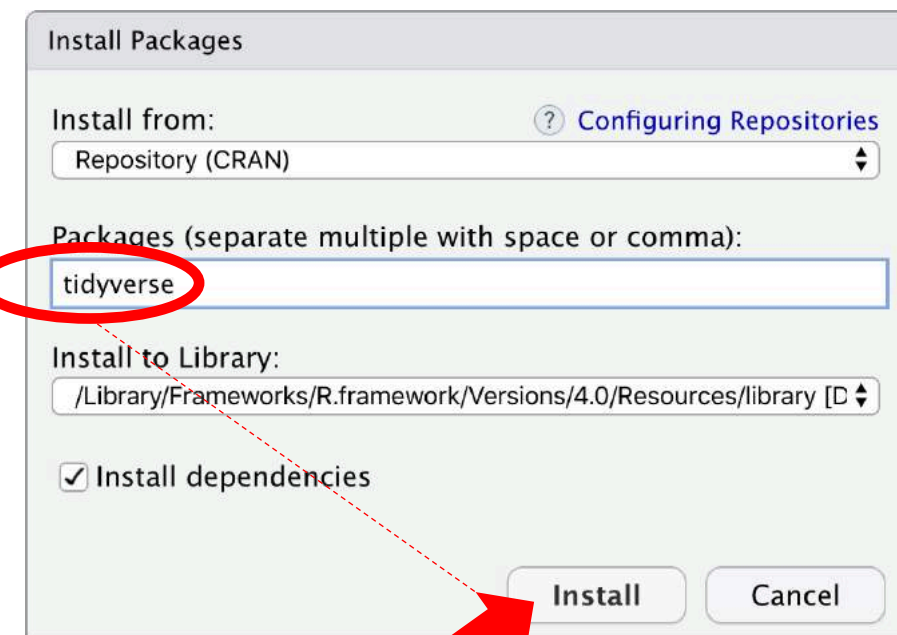 Install Packages
Install from:
? Configuring Repositories
Repository (CRAN)
Packages (separate multiple with space or comma):
tidyverse
Install to Library:
/Library/Frameworks/R.framework/Versions/4.0/Resources/library [D
Install dependencies
Install
Cancel